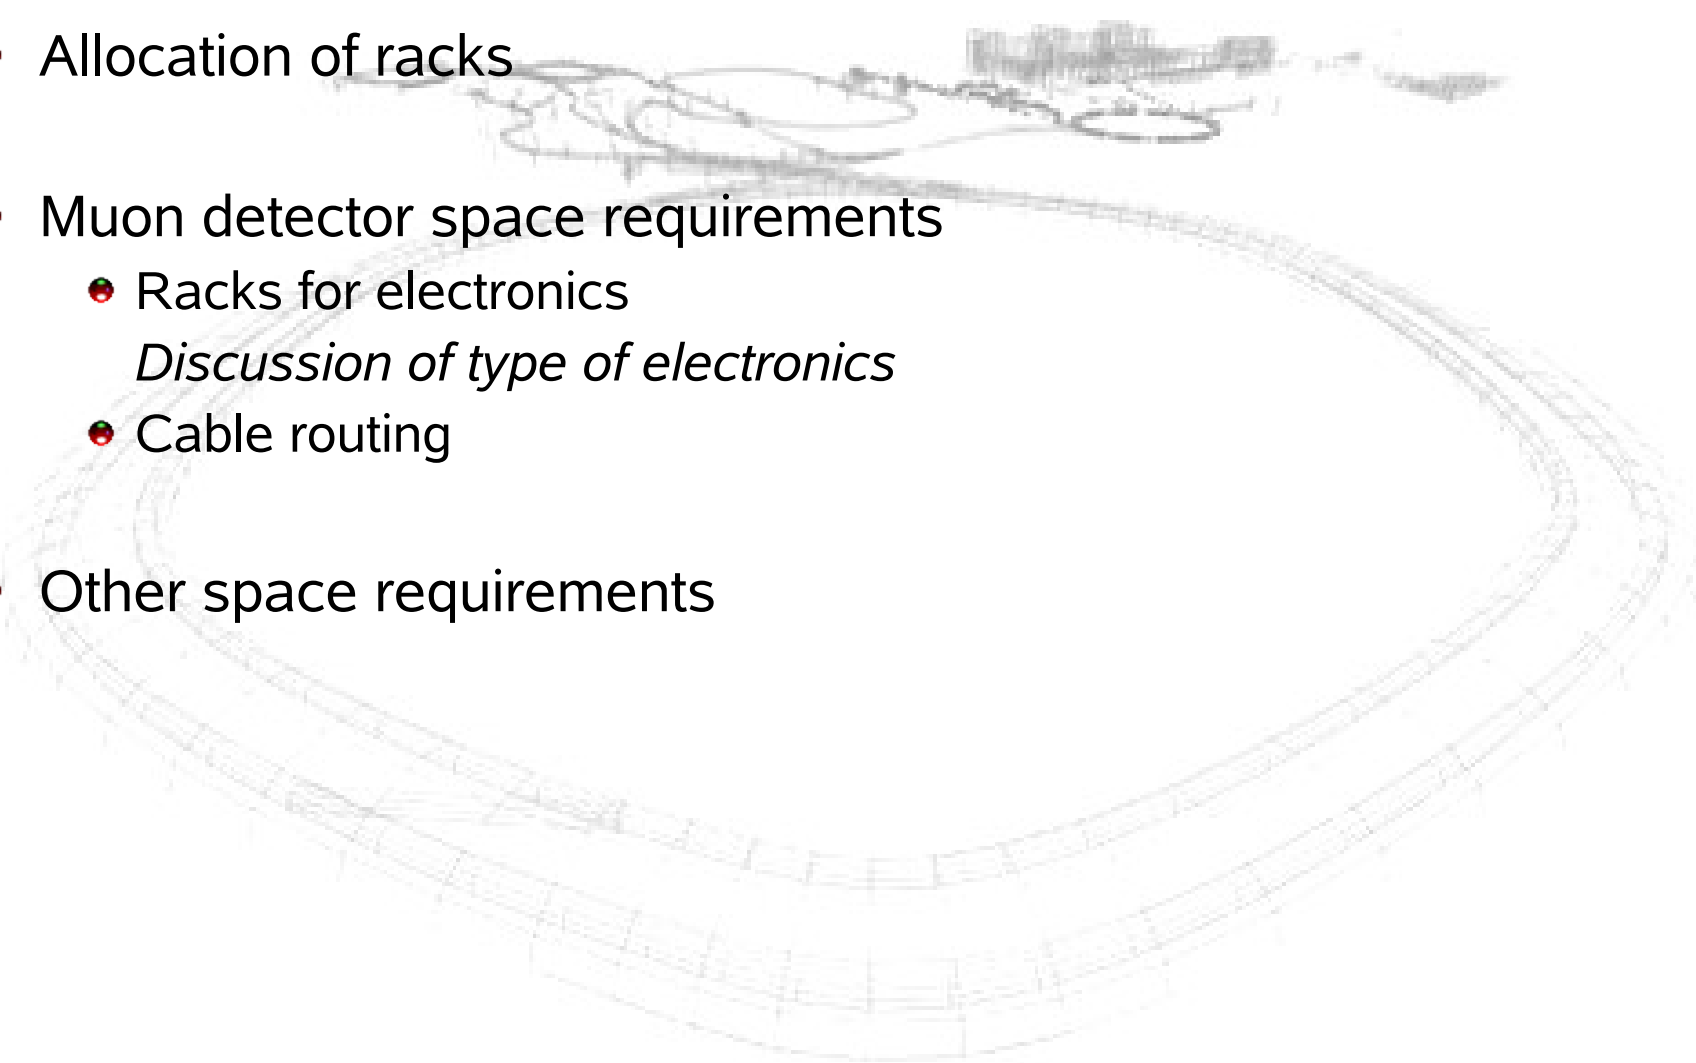 Allocation of racks
Muon detector space requirements
Racks for electronics
Discussion of type of electronics
Cable routing
Other space requirements